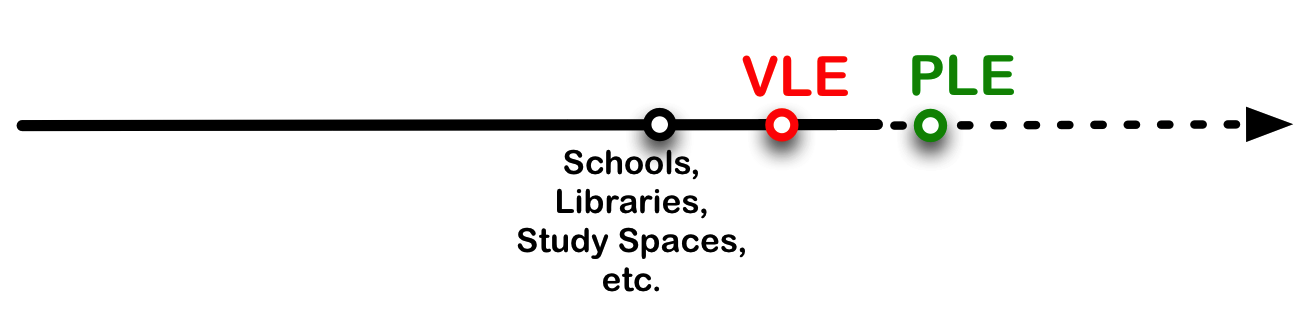 VLE PLE
Schools,
Libraries,
Study Spaces,
etc.